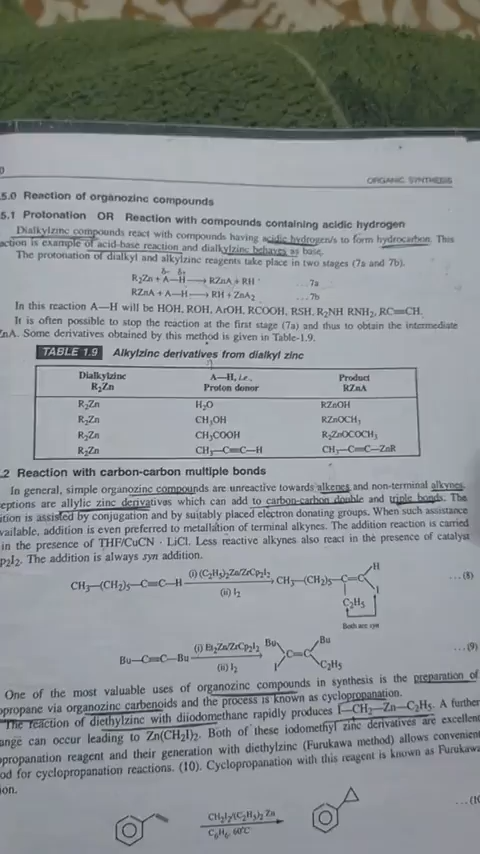 0
ORGANIC SYNTHESIS
5.0 Reaction of organozinc compounds
5.1 Protonation OR Reaction with compounds containing acidic hydrogen
Dialkylzinc compounds react with compounds having acidic hydrogen/s to form hydrocarbon. This
action is example of acid-base reaction and dialkylzinc behaves as base.
The protonation of dialkyl and alkylzinc reagents take place in two stages (7a and 7b).
δ– δ+
R₂Zn + A—H ⟶ RZnA + RH ...7a
RZnA + A—H ⟶ RH + ZnA₂ ...7b
In this reaction A—H will be HOH, ROH, ArOH, RCOOH, RSH, R₂NH RNH₂, RC≡CH.
It is often possible to stop the reaction at the first stage (7a) and thus to obtain the intermediate
ZnA. Some derivatives obtained by this method is given in Table-1.9.
TABLE 1.9 Alkylzinc derivatives from dialkyl zinc
Dialkylzinc A—H, i.e., Product
R₂Zn Proton donor RZnA
R₂Zn H₂O RZnOH
R₂Zn CH₃OH RZnOCH₃
R₂Zn CH₃COOH R₂ZnOCOCH₃
R₂Zn CH₃—C≡C—H CH₃—C≡C—ZnR
.2 Reaction with carbon-carbon multiple bonds
In general, simple organozinc compounds are unreactive towards alkenes and non-terminal alkynes.
eptions are allylic zinc derivatives which can add to carbon-carbon double and triple bonds. The
ition is assisted by conjugation and by suitably placed electron donating groups. When such assistance
vailable, addition is even preferred to metallation of terminal alkynes. The addition reaction is carried
in the presence of THF/CuCN · LiCl. Less reactive alkynes also react in the presence of catalyst
p₂I₂. The addition is always syn addition.
H
CH₃—(CH₂)₅—C≡C—H (i) (C₂H₅)₂Zn/ZrCp₂I₂ CH₃—(CH₂)₅—C=C ...(8)
(ii) I₂ I
C₂H₅
Both are syn
Bu—C≡C—Bu (i) Et₂Zn/ZrCp₂I₂ Bu C=C Bu ...(9)
(ii) I₂ I C₂H₅
One of the most valuable uses of organozinc compounds in synthesis is the preparation of
opropane via organozinc carbenoids and the process is known as cyclopropanation.
The reaction of diethylzinc with diiodomethane rapidly produces I—CH₂—Zn—C₂H₅. A further
ange can occur leading to Zn(CH₂I)₂. Both of these iodomethyl zinc derivatives are excellent
opropanation reagent and their generation with diethylzinc (Furukawa method) allows convenient
od for cyclopropanation reactions. (10). Cyclopropanation with this reagent is known as Furukawa
ion.
CH₂I₂/(C₂H₅)₂ Zn
C₆H₆, 60°C
...(10